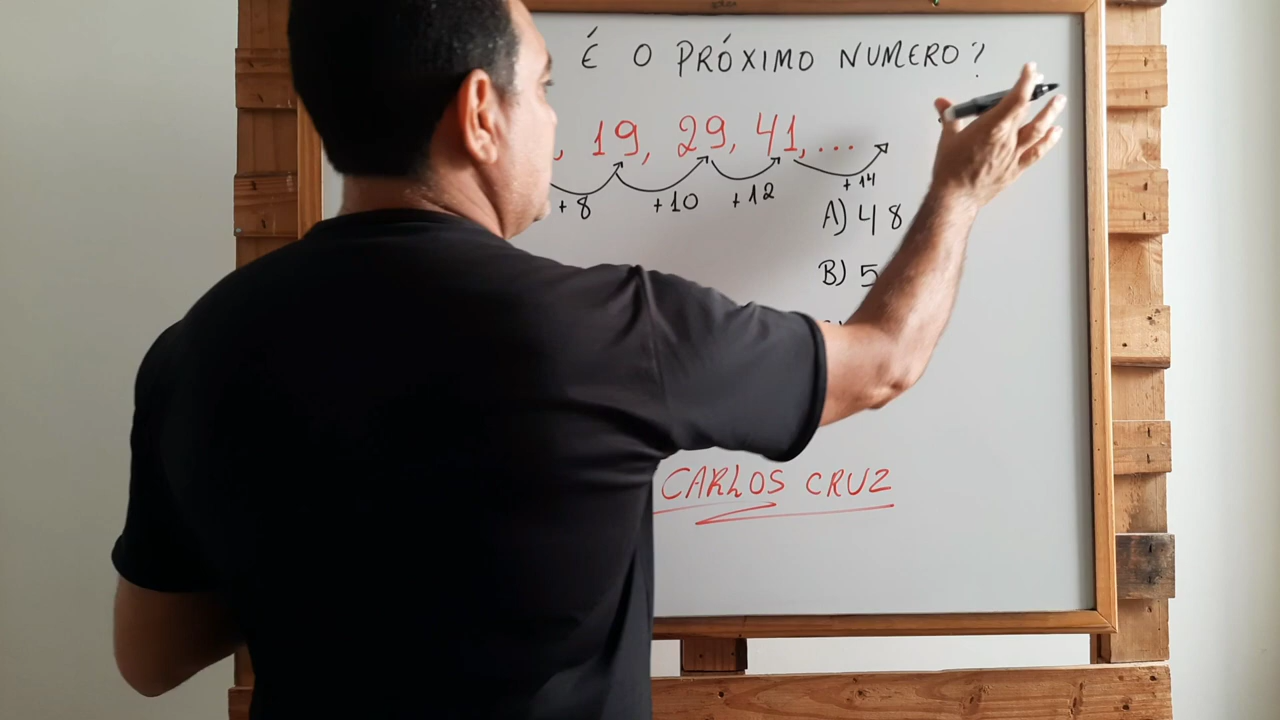 É O PRÓXIMO NUMERO?
, 19, 29, 41, ...
+8 +10 +12 +14
A) 48
B) 5
CARLOS CRUZ